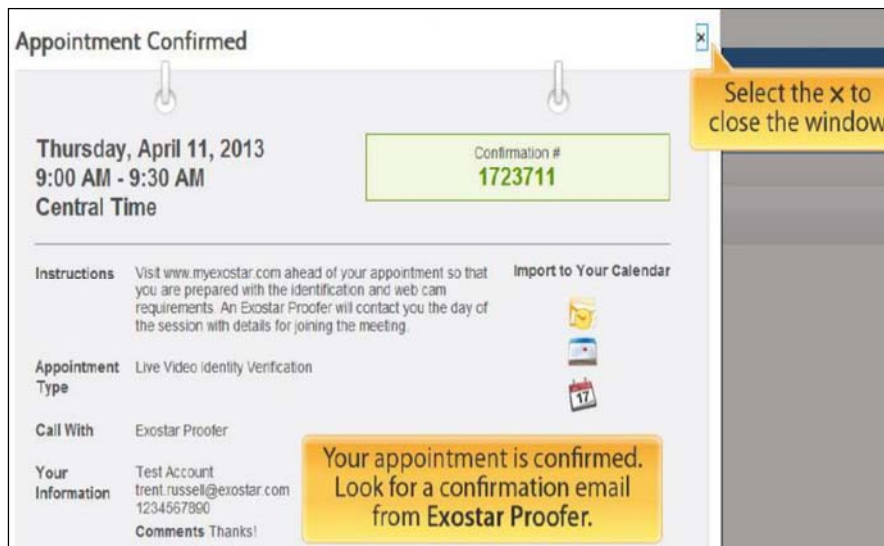 Appointment Confirmed
×
Select the x to
close the window
Thursday, April 11, 2013
9:00 AM - 9:30 AM
Central Time
Confirmation #
1723711
Instructions
Visit www.myexostar.com ahead of your appointment so that
you are prepared with the identification and web cam
requirements. An Exostar Proofer will contact you the day of
the session with details for joining the meeting.
Import to Your Calendar
17
Appointment
Type
Live Video Identity Verification
Call With
Exostar Proofer
Your
Information
Test Account
trent.russell@exostar.com
1234567890
Comments Thanks!
Your appointment is confirmed.
Look for a confirmation email
from Exostar Proofer.